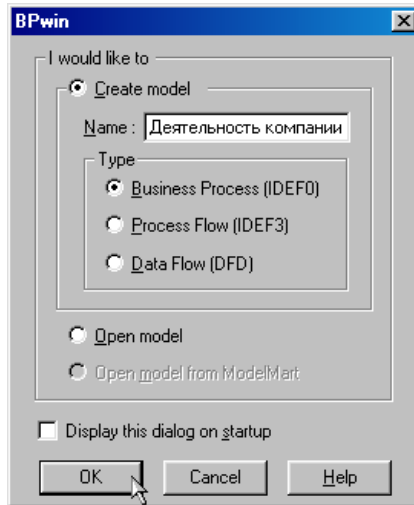 BPwin
I would like to
Create model
Name : Деятельность компании
Type
Business Process (IDEF0)
Process Flow (IDEF3)
Data Flow (DFD)
Open model
Open model from ModelMart
Display this dialog on startup
OK Cancel Help